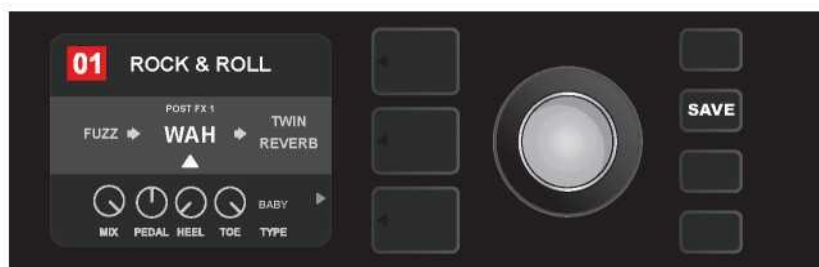 01 ROCK & ROLL
POST FX 1
FUZZ WAH TWIN REVERB
BABY
MIX PEDAL HEEL TOE TYPE
SAVE